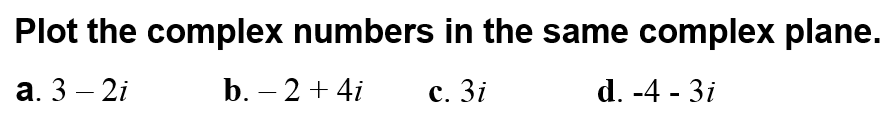 Plot the complex numbers in the same complex plane.
a. 3 – 2i b. – 2 + 4i c. 3i d. -4 - 3i